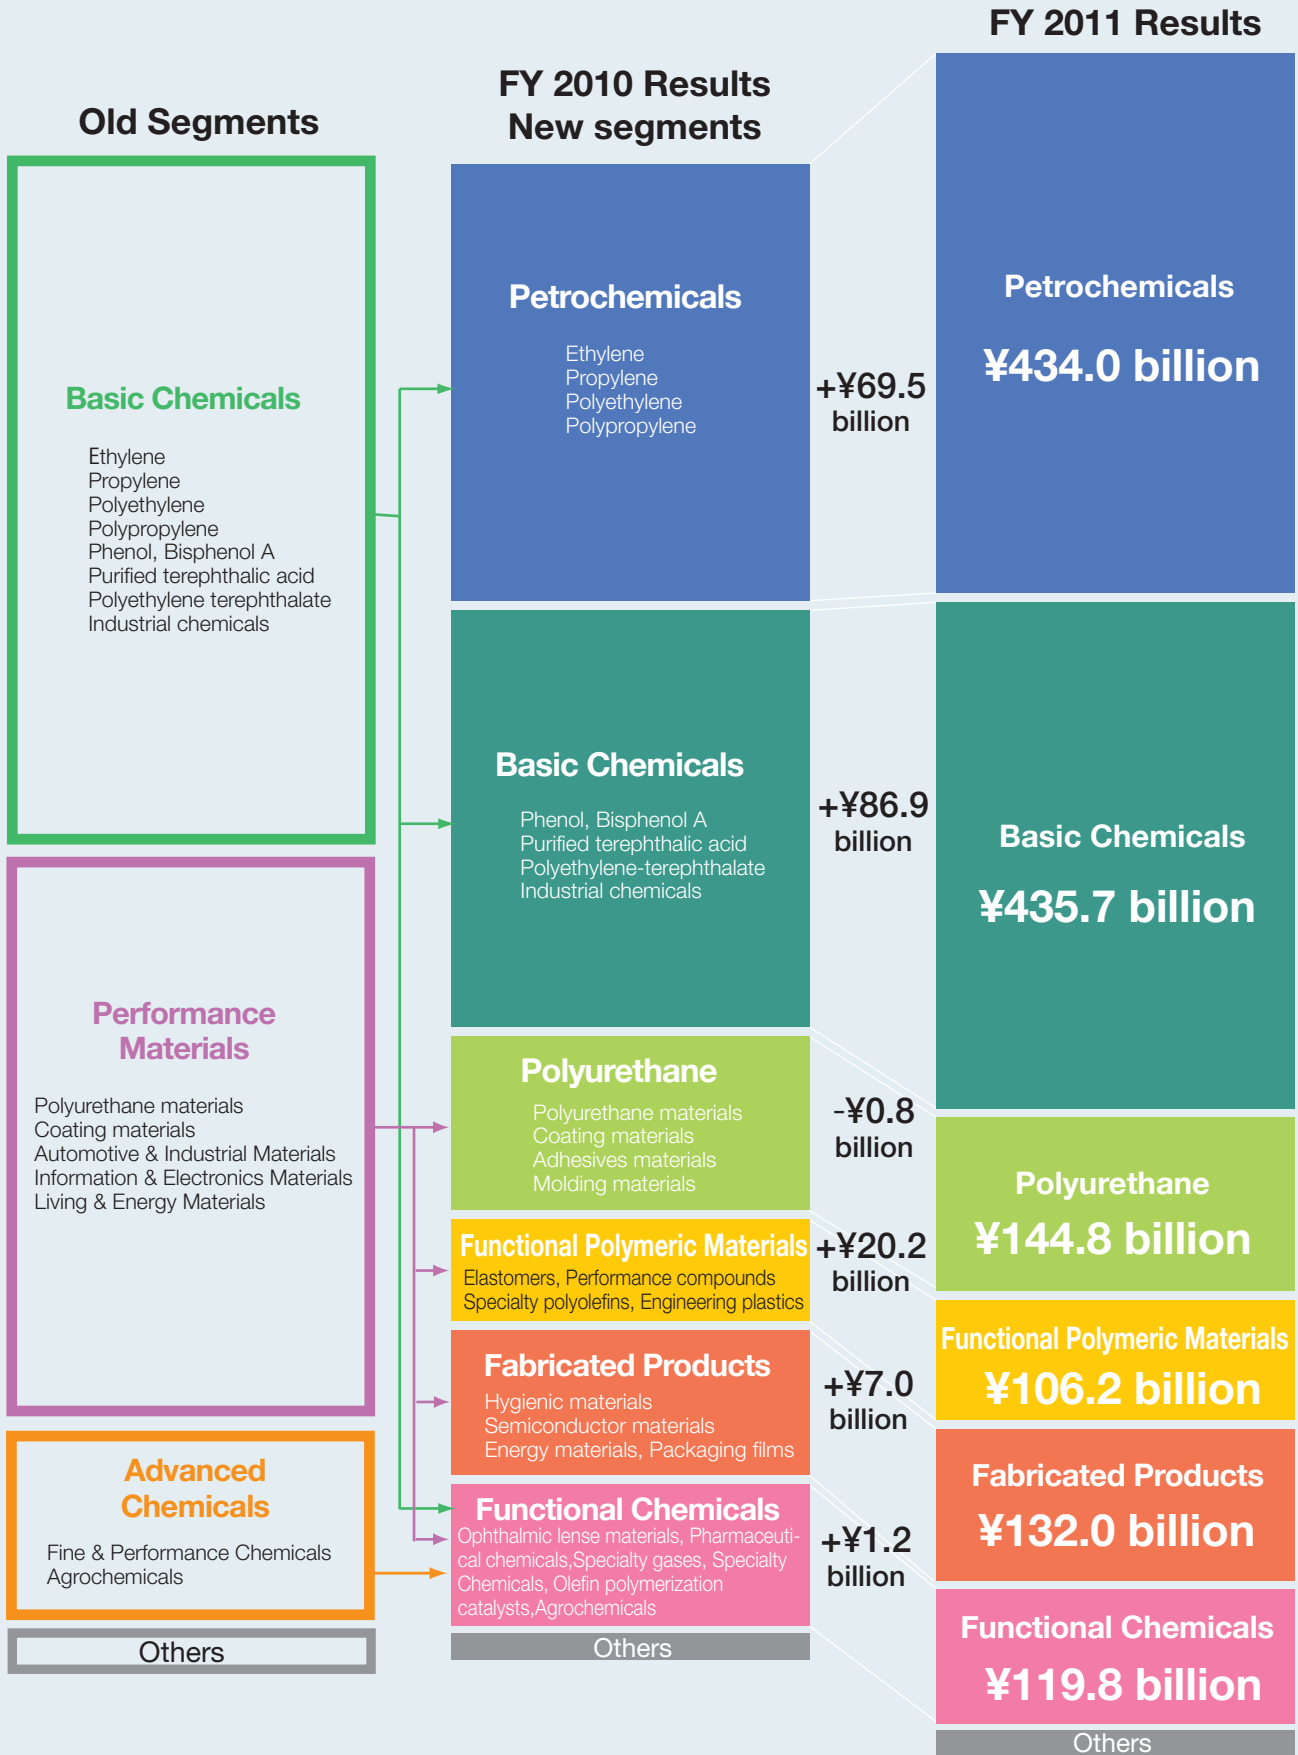 Old Segments
Basic Chemicals
Ethylene
Propylene
Polyethylene
Polypropylene
Phenol, Bisphenol A
Purified terephthalic acid
Polyethylene terephthalate
Industrial chemicals
Performance
Materials
Polyurethane materials
Coating materials
Automotive & Industrial Materials
Information & Electronics Materials
Living & Energy Materials
Advanced
Chemicals
Fine & Performance Chemicals
Agrochemicals
Others
FY 2010 Results
New segments
Petrochemicals
Ethylene
Propylene
Polyethylene
Polypropylene
Basic Chemicals
Phenol, Bisphenol A
Purified terephthalic acid
Polyethylene-terephthalate
Industrial chemicals
Polyurethane
Polyurethane materials
Coating materials
Adhesives materials
Molding materials
Functional Polymeric Materials
Elastomers, Performance compounds
Specialty polyolefins, Engineering plastics
Fabricated Products
Hygienic materials
Semiconductor materials
Energy materials, Packaging films
Functional Chemicals
Ophthalmic lense materials, Pharmaceuti-
cal chemicals,Specialty gases, Specialty
Chemicals, Olefin polymerization
catalysts,Agrochemicals
Others
+¥69.5
billion
+¥86.9
billion
-¥0.8
billion
+¥20.2
billion
+¥7.0
billion
+¥1.2
billion
FY 2011 Results
Petrochemicals
¥434.0 billion
Basic Chemicals
¥435.7 billion
Polyurethane
¥144.8 billion
Functional Polymeric Materials
¥106.2 billion
Fabricated Products
¥132.0 billion
Functional Chemicals
¥119.8 billion
Others